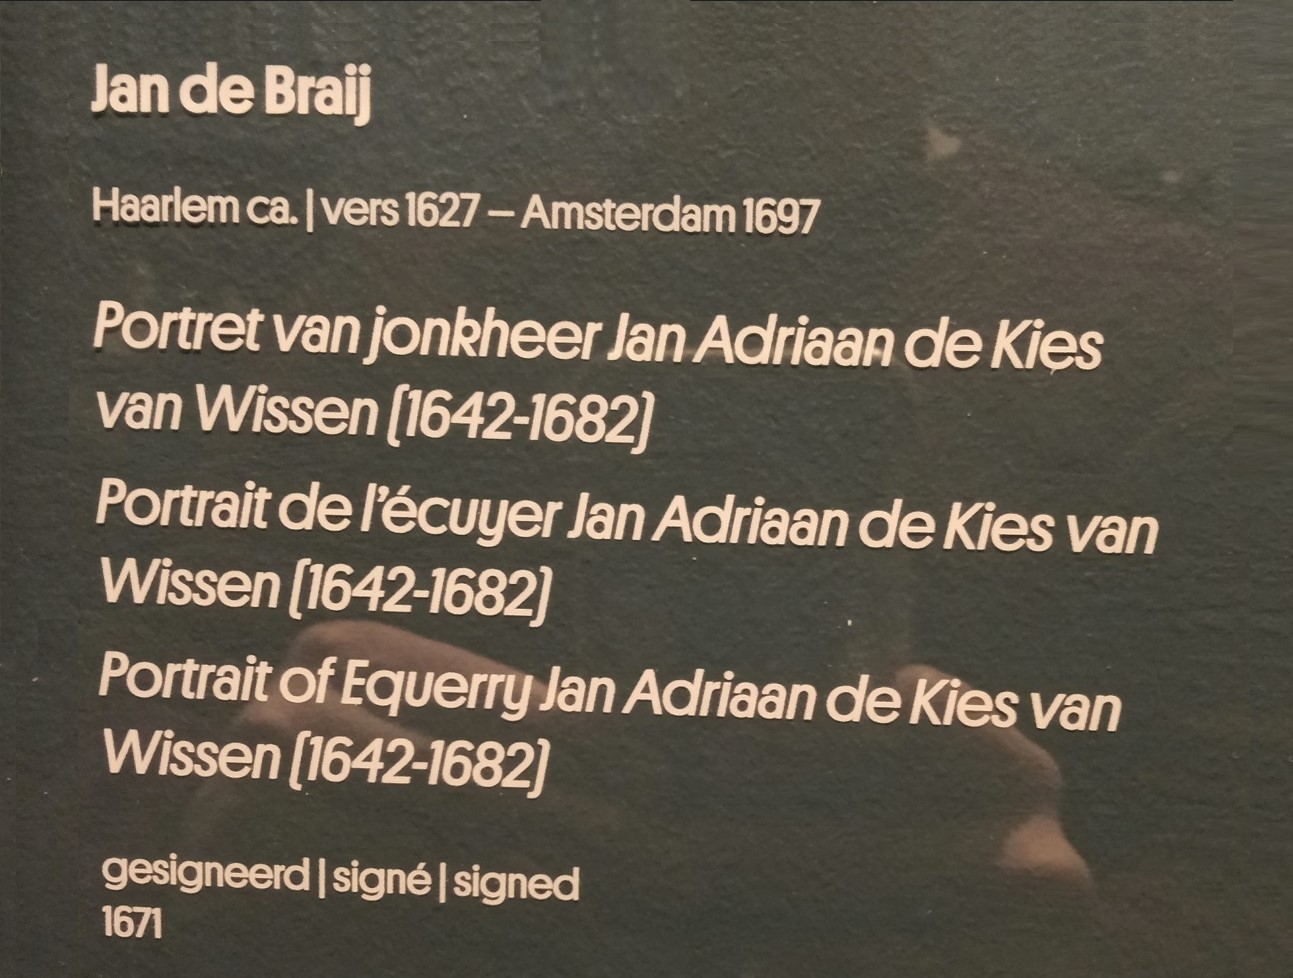 Jan de Braij
Haarlem ca. | vers 1627 – Amsterdam 1697
Portret van jonkheer Jan Adriaan de Kies
van Wissen (1642-1682)
Portrait de l'écuyer Jan Adriaan de Kies van
Wissen (1642-1682)
Portrait of Equerry Jan Adriaan de Kies van
Wissen (1642-1682)
gesigneerd | signé | signed
1671